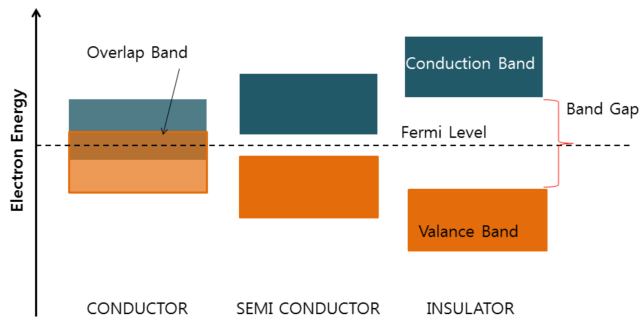 Overlap Band
Conduction Band
Band Gap
Fermi Level
Electron Energy
Valance Band
CONDUCTOR
SEMI CONDUCTOR
INSULATOR